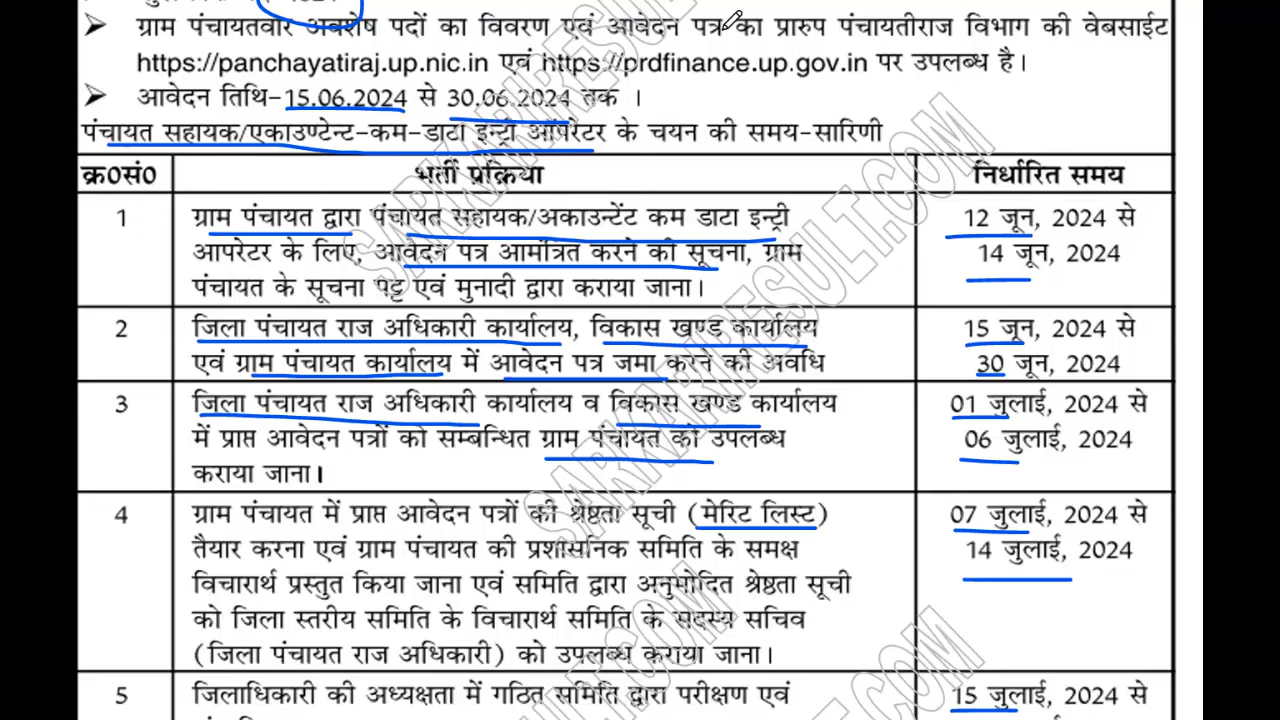 ग्राम पंचायतवार अवशेष पदों का विवरण एवं आवेदन पत्र का प्रारुप पंचायतीराज विभाग की वेबसाईट
https://panchayatiraj.up.nic.in एवं https://prdfinance.up.gov.in पर उपलब्ध है।
आवेदन तिथि-15.06.2024 से 30.06.2024 तक ।
पंचायत सहायक/एकाउण्टेन्ट-कम-डाटा इन्ट्री ऑपरेटर के चयन की समय-सारिणी
क्र0सं0 भर्ती प्रक्रिया निर्धारित समय
1 ग्राम पंचायत द्वारा पंचायत सहायक/अकाउन्टेंट कम डाटा इन्ट्री 12 जून, 2024 से
आपरेटर के लिए, आवेदन पत्र आमंत्रित करने की सूचना, ग्राम 14 जून, 2024
पंचायत के सूचना पट्ट एवं मुनादी द्वारा कराया जाना।
2 जिला पंचायत राज अधिकारी कार्यालय, विकास खण्ड कार्यालय 15 जून, 2024 से
एवं ग्राम पंचायत कार्यालय में आवेदन पत्र जमा करने की अवधि 30 जून, 2024
3 जिला पंचायत राज अधिकारी कार्यालय व विकास खण्ड कार्यालय 01 जुलाई, 2024 से
में प्राप्त आवेदन पत्रों को सम्बन्धित ग्राम पंचायत को उपलब्ध 06 जुलाई, 2024
कराया जाना।
4 ग्राम पंचायत में प्राप्त आवेदन पत्रों की श्रेष्ठता सूची (मेरिट लिस्ट) 07 जुलाई, 2024 से
तैयार करना एवं ग्राम पंचायत की प्रशासनिक समिति के समक्ष 14 जुलाई, 2024
विचारार्थ प्रस्तुत किया जाना एवं समिति द्वारा अनुमोदित श्रेष्ठता सूची
को जिला स्तरीय समिति के विचारार्थ समिति के सदस्य सचिव
(जिला पंचायत राज अधिकारी) को उपलब्ध कराया जाना।
5 जिलाधिकारी की अध्यक्षता में गठित समिति द्वारा परीक्षण एवं 15 जुलाई, 2024 से
SARKARIRESULT.COM
SARKARIRESULT.COM